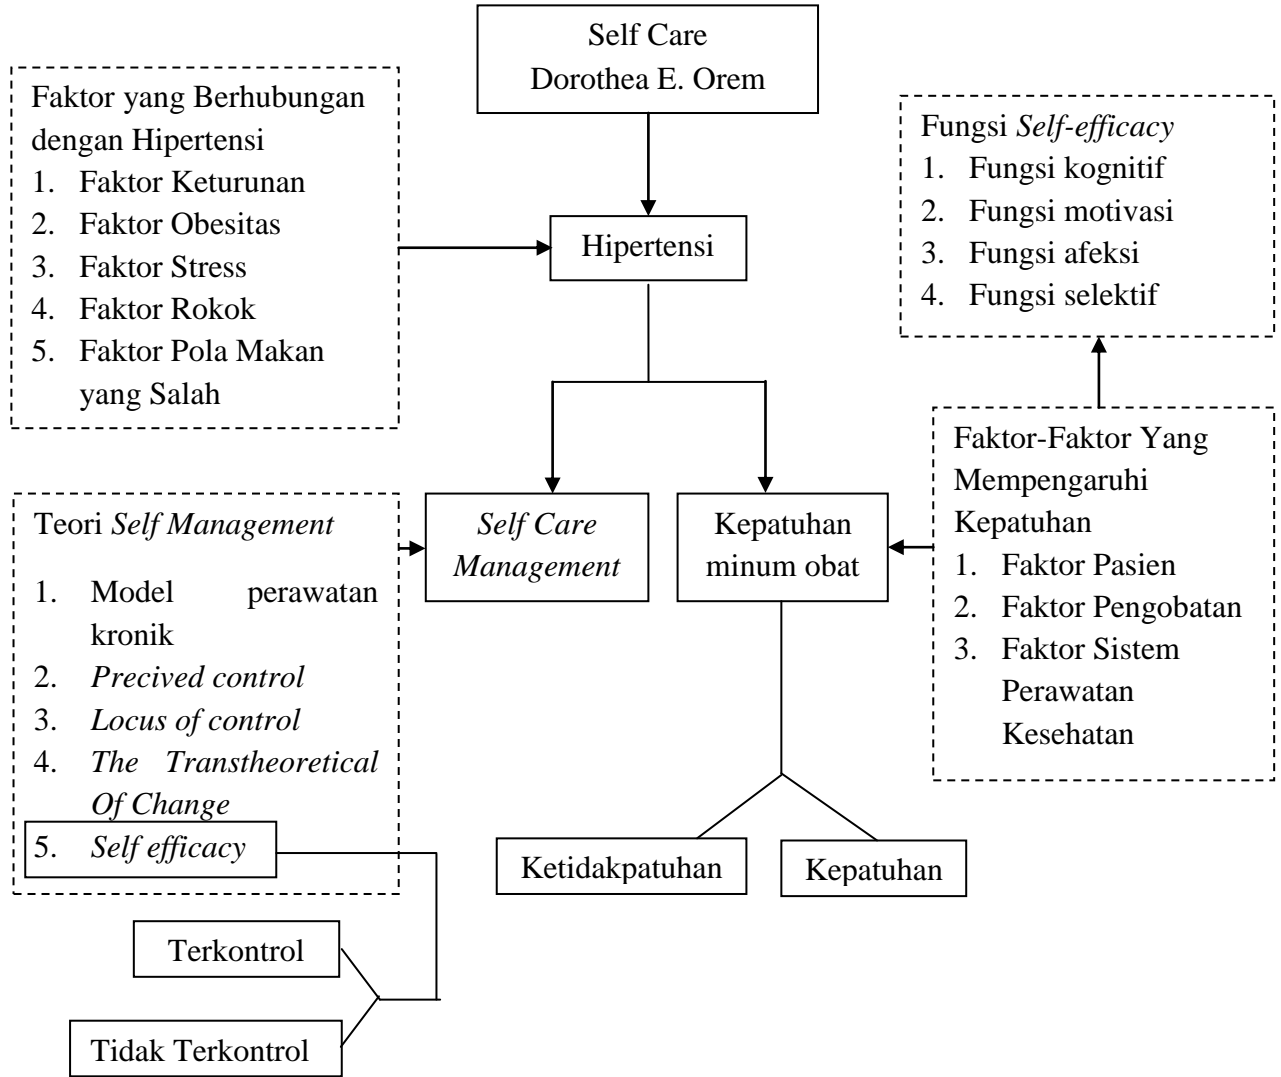 Self Care
Dorothea E. Orem
Faktor yang Berhubungan
dengan Hipertensi
1. Faktor Keturunan
2. Faktor Obesitas
3. Faktor Stress
4. Faktor Rokok
5. Faktor Pola Makan
yang Salah
Fungsi Self-efficacy
1. Fungsi kognitif
2. Fungsi motivasi
3. Fungsi afeksi
4. Fungsi selektif
Hipertensi
Faktor-Faktor Yang
Mempengaruhi
Kepatuhan
1. Faktor Pasien
2. Faktor Pengobatan
3. Faktor Sistem
Perawatan
Kesehatan
Teori Self Management
1. Model perawatan
kronik
2. Precived control
3. Locus of control
4. The Transtheoretical
Of Change
5. Self efficacy
Self Care
Management
Kepatuhan
minum obat
Ketidakpatuhan
Kepatuhan
Terkontrol
Tidak Terkontrol